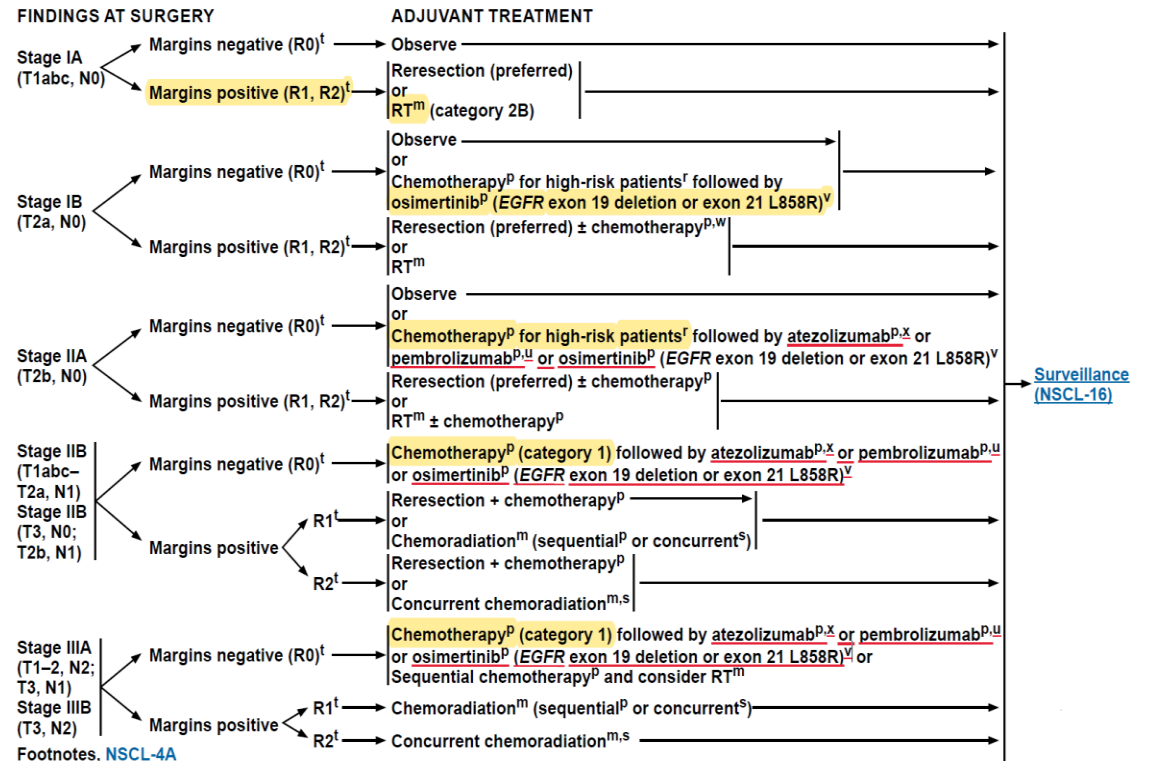 FINDINGS AT SURGERY
ADJUVANT TREATMENT
Stage IA
(T1abc, N0)
Margins negative (R0)t
Observe
Margins positive (R1, R2)t
Reresection (preferred)
or
RTm (category 2B)
Stage IB
(T2a, N0)
Margins negative (R0)t
Observe
or
Chemotherapyp for high-risk patientsr followed by
osimertinibp (EGFR exon 19 deletion or exon 21 L858R)v
Margins positive (R1, R2)t
Reresection (preferred) ± chemotherapyp,w
or
RTm
Stage IIA
(T2b, N0)
Margins negative (R0)t
Observe
or
Chemotherapyp for high-risk patientsr followed by atezolizumabp,x or
pembrolizumabp,u or osimertinibp (EGFR exon 19 deletion or exon 21 L858R)v
Margins positive (R1, R2)t
Reresection (preferred) ± chemotherapyp
or
RTm ± chemotherapyp
Stage IIB
(T1abc–
T2a, N1)
Stage IIB
(T3, N0;
T2b, N1)
Margins negative (R0)t
Chemotherapyp (category 1) followed by atezolizumabp,x or pembrolizumabp,u
or osimertinibp (EGFR exon 19 deletion or exon 21 L858R)v
Margins positive
R1t
Reresection + chemotherapyp
or
Chemoradiationm (sequentialp or concurrents)
R2t
Reresection + chemotherapyp
or
Concurrent chemoradiationm,s
Stage IIIA
(T1–2, N2;
T3, N1)
Stage IIIB
(T3, N2)
Margins negative (R0)t
Chemotherapyp (category 1) followed by atezolizumabp,x or pembrolizumabp,u
or osimertinibp (EGFR exon 19 deletion or exon 21 L858R)v or
Sequential chemotherapyp and consider RTm
Margins positive
R1t
Chemoradiationm (sequentialp or concurrents)
R2t
Concurrent chemoradiationm,s
Surveillance
(NSCL-16)
Footnotes, NSCL-4A